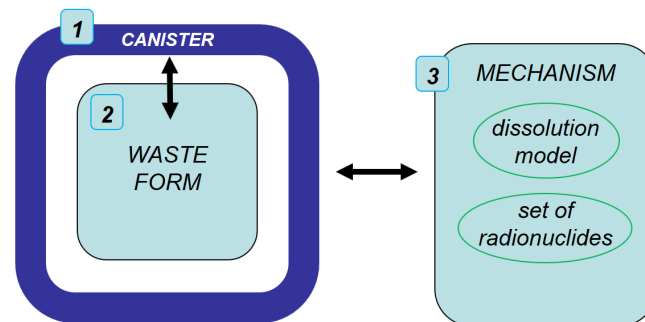 1
CANISTER
2
WASTE
FORM
3
MECHANISM
dissolution
model
set of
radionuclides